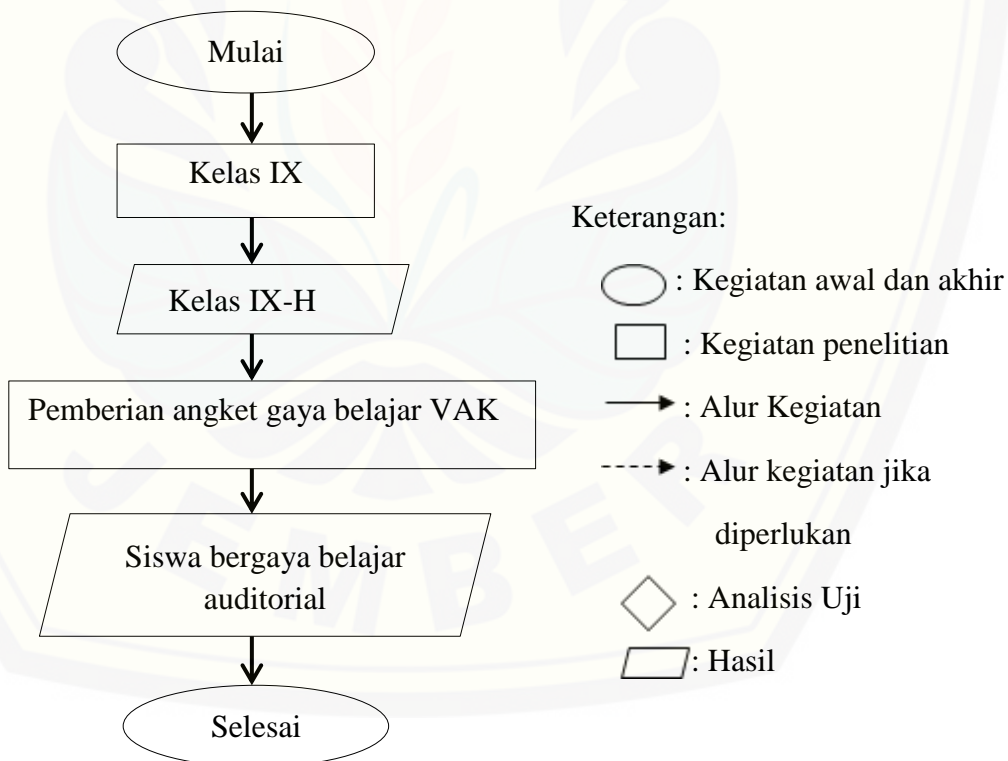 Mulai
Kelas IX
Kelas IX-H
Pemberian angket gaya belajar VAK
Siswa bergaya belajar
auditorial
Selesai
Keterangan:
: Kegiatan awal dan akhir
: Kegiatan penelitian
: Alur Kegiatan
: Alur kegiatan jika
diperlukan
: Analisis Uji
: Hasil
JEMBER